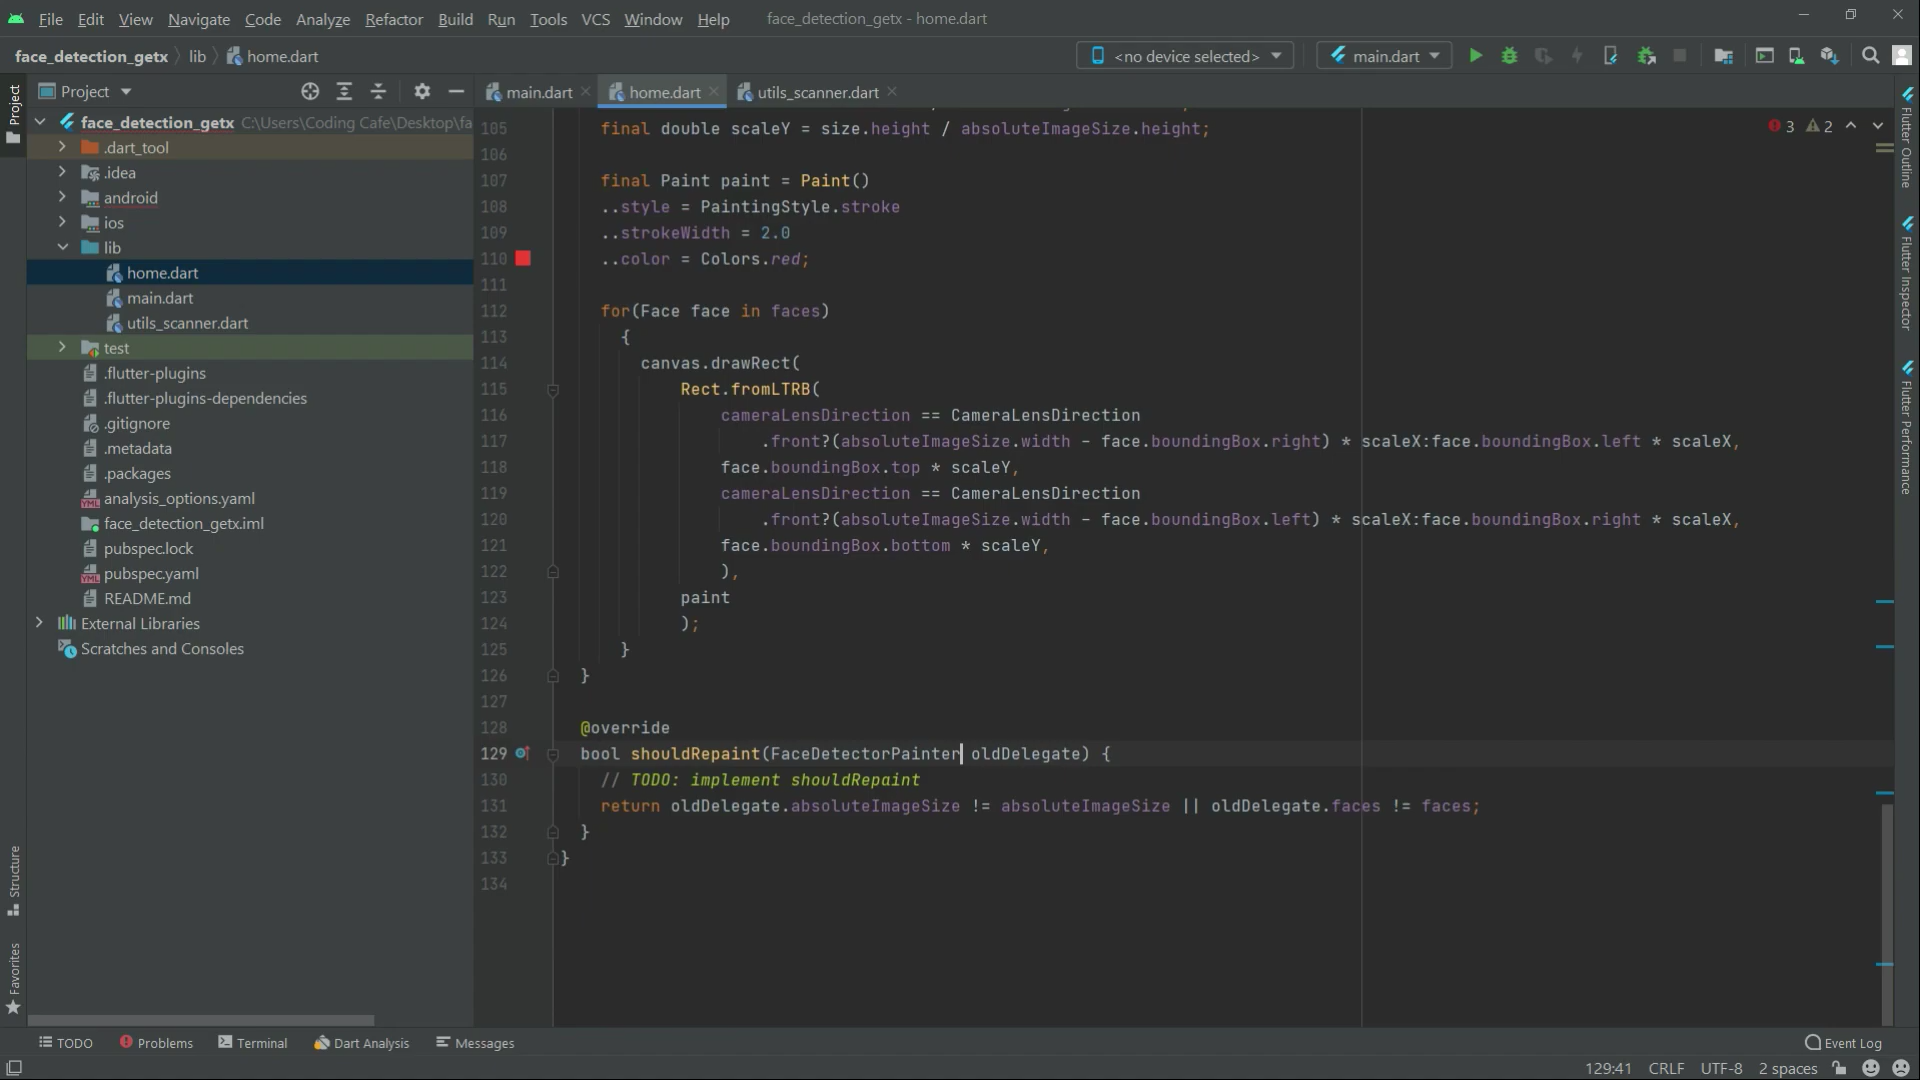 File Edit View Navigate Code Analyze Refactor Build Run Tools VCS Window Help face_detection_getx - home.dart
face_detection_getx lib home.dart <no device selected> main.dart
Project
main.dart home.dart utils_scanner.dart
face_detection_getx C:\Users\Coding Cafe\Desktop\fa
.dart_tool
.idea
android
ios
lib
home.dart
main.dart
utils_scanner.dart
test
.flutter-plugins
.flutter-plugins-dependencies
.gitignore
.metadata
.packages
analysis_options.yaml
face_detection_getx.iml
pubspec.lock
pubspec.yaml
README.md
External Libraries
Scratches and Consoles
3 2
105 final double scaleY = size.height / absoluteImageSize.height;
106
107 final Paint paint = Paint()
108 ..style = PaintingStyle.stroke
109 ..strokeWidth = 2.0
110 ..color = Colors.red;
111
112 for(Face face in faces)
113 {
114 canvas.drawRect(
115 Rect.fromLTRB(
116 cameraLensDirection == CameraLensDirection
117 .front?(absoluteImageSize.width - face.boundingBox.right) * scaleX:face.boundingBox.left * scaleX,
118 face.boundingBox.top * scaleY,
119 cameraLensDirection == CameraLensDirection
120 .front?(absoluteImageSize.width - face.boundingBox.left) * scaleX:face.boundingBox.right * scaleX,
121 face.boundingBox.bottom * scaleY,
122 ),
123 paint
124 );
125 }
126 }
127
128 @override
129 bool shouldRepaint(FaceDetectorPainter oldDelegate) {
130 // TODO: implement shouldRepaint
131 return oldDelegate.absoluteImageSize != absoluteImageSize || oldDelegate.faces != faces;
132 }
133 }
134
Project
Structure
Favorites
Flutter Outline
Flutter Inspector
Flutter Performance
TODO Problems Terminal Dart Analysis Messages Event Log
129:41 CRLF UTF-8 2 spaces